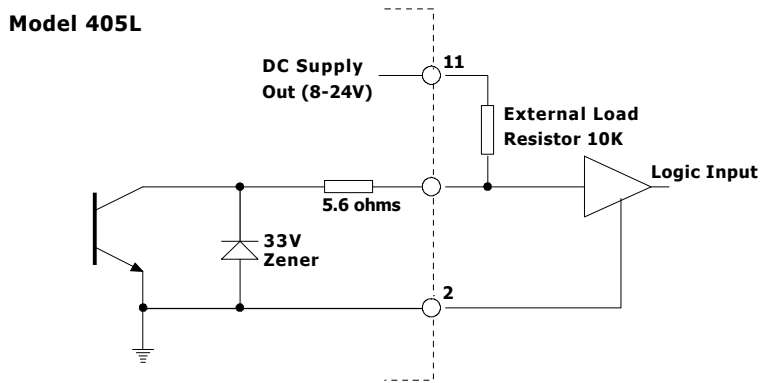 Model 405L
DC Supply
Out (8-24V)
11
External Load
Resistor 10K
Logic Input
5.6 ohms
33V
Zener
2